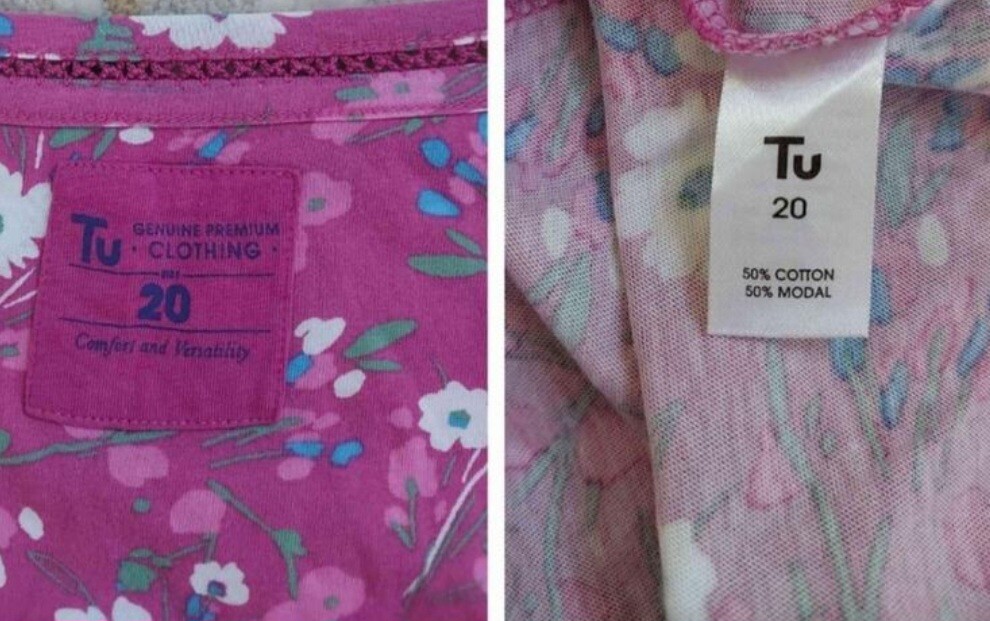 Tu GENUINE PREMIUM
· CLOTHING ·
20
Comfort and Versatility
Tu
20
50% COTTON
50% MODAL